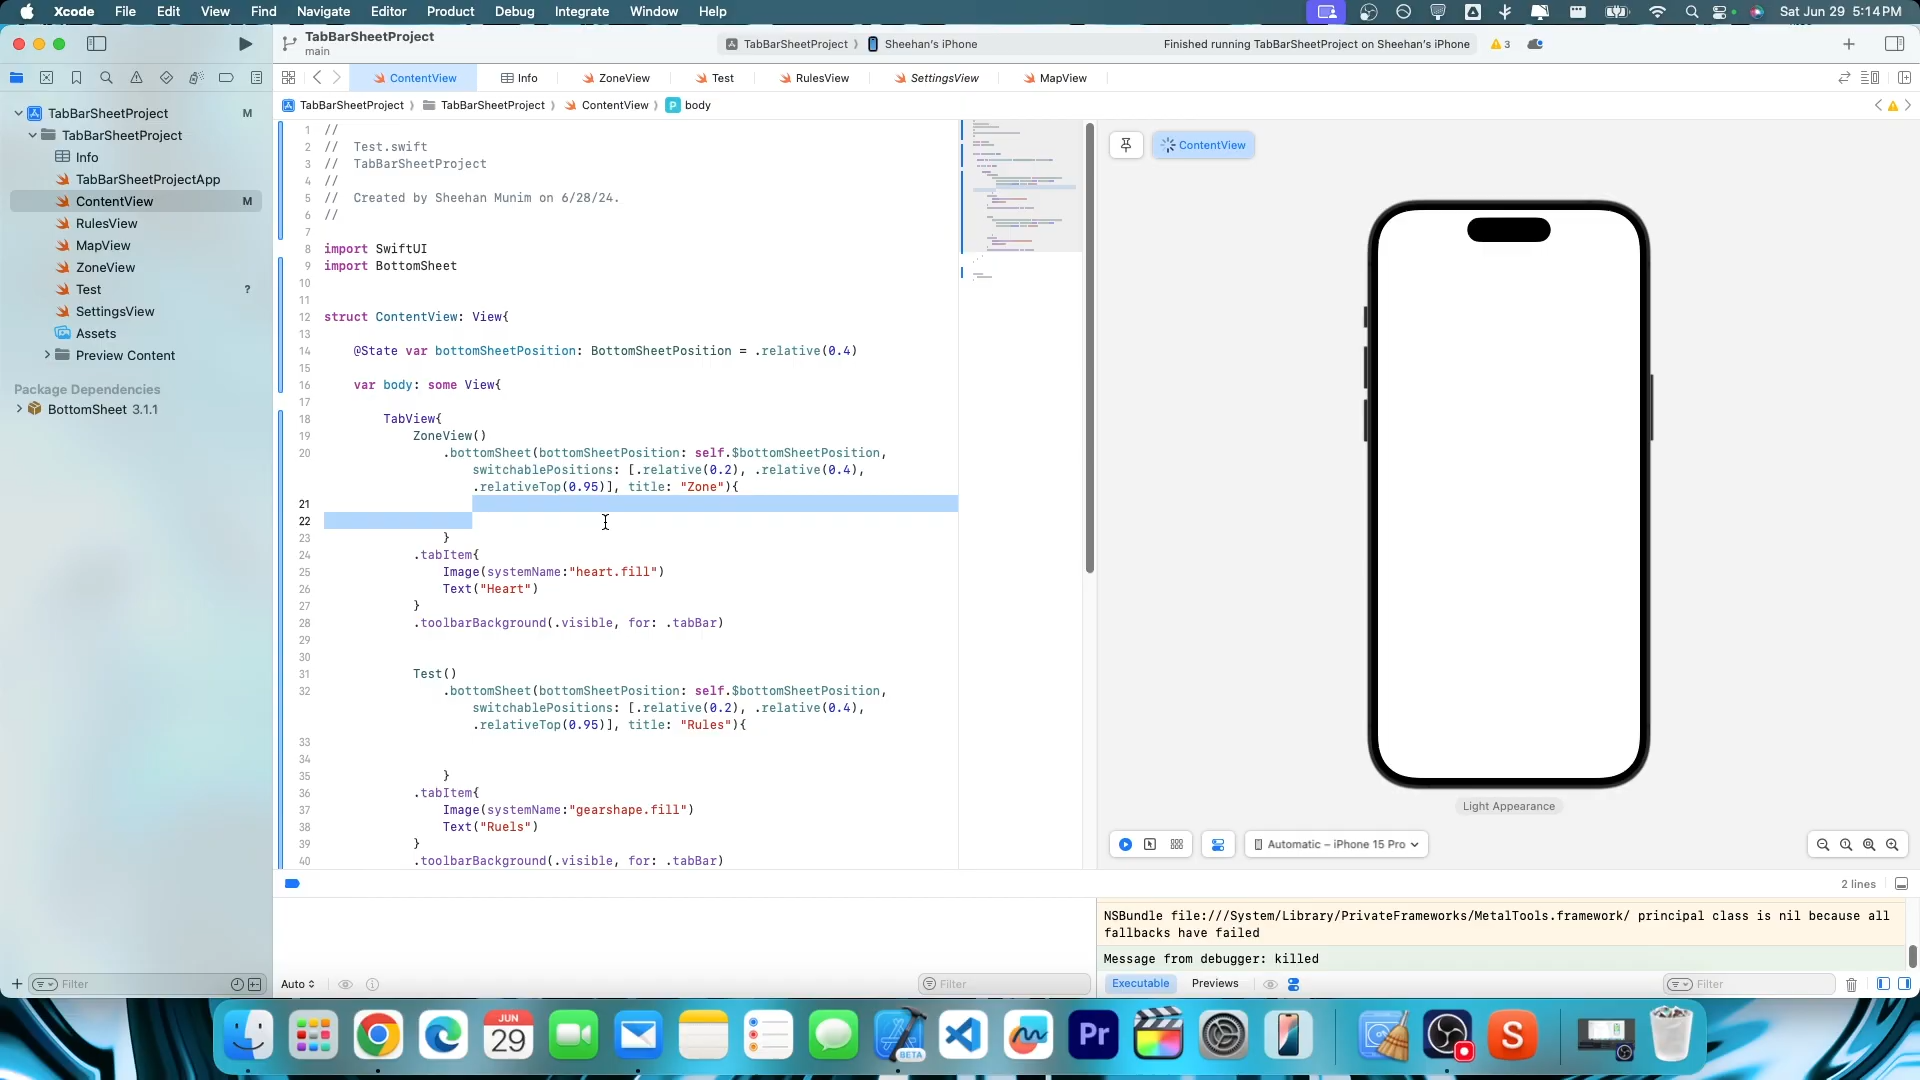 Xcode File Edit View Find Navigate Editor Product Debug Integrate Window Help
Sat Jun 29 5:14 PM
TabBarSheetProject
main
TabBarSheetProject
Sheehan's iPhone
Finished running TabBarSheetProject on Sheehan's iPhone
3
ContentView
Info
ZoneView
Test
RulesView
SettingsView
MapView
TabBarSheetProject
TabBarSheetProject
ContentView
P body
TabBarSheetProject M
TabBarSheetProject
Info
TabBarSheetProjectApp
ContentView M
RulesView
MapView
ZoneView
Test ?
SettingsView
Assets
Preview Content
Package Dependencies
BottomSheet 3.1.1
1 //
2 // Test.swift
3 // TabBarSheetProject
4 //
5 // Created by Sheehan Munim on 6/28/24.
6 //
7
8 import SwiftUI
9 import BottomSheet
10
11
12 struct ContentView: View{
13
14 @State var bottomSheetPosition: BottomSheetPosition = .relative(0.4)
15
16 var body: some View{
17
18 TabView{
19 ZoneView()
20 .bottomSheet(bottomSheetPosition: self.$bottomSheetPosition,
switchablePositions: [.relative(0.2), .relative(0.4),
.relativeTop(0.95)], title: "Zone"){
21
22
23 }
24 .tabItem{
25 Image(systemName:"heart.fill")
26 Text("Heart")
27 }
28 .toolbarBackground(.visible, for: .tabBar)
29
30
31 Test()
32 .bottomSheet(bottomSheetPosition: self.$bottomSheetPosition,
switchablePositions: [.relative(0.2), .relative(0.4),
.relativeTop(0.95)], title: "Rules"){
33
34
35 }
36 .tabItem{
37 Image(systemName:"gearshape.fill")
38 Text("Ruels")
39 }
40 .toolbarBackground(.visible, for: .tabBar)
ContentView
Light Appearance
Automatic – iPhone 15 Pro
2 lines
NSBundle file:///System/Library/PrivateFrameworks/MetalTools.framework/ principal class is nil because all
fallbacks have failed
Message from debugger: killed
Filter
Auto
Filter
Executable
Previews
Filter
JUN
29
BETA
Pr
S